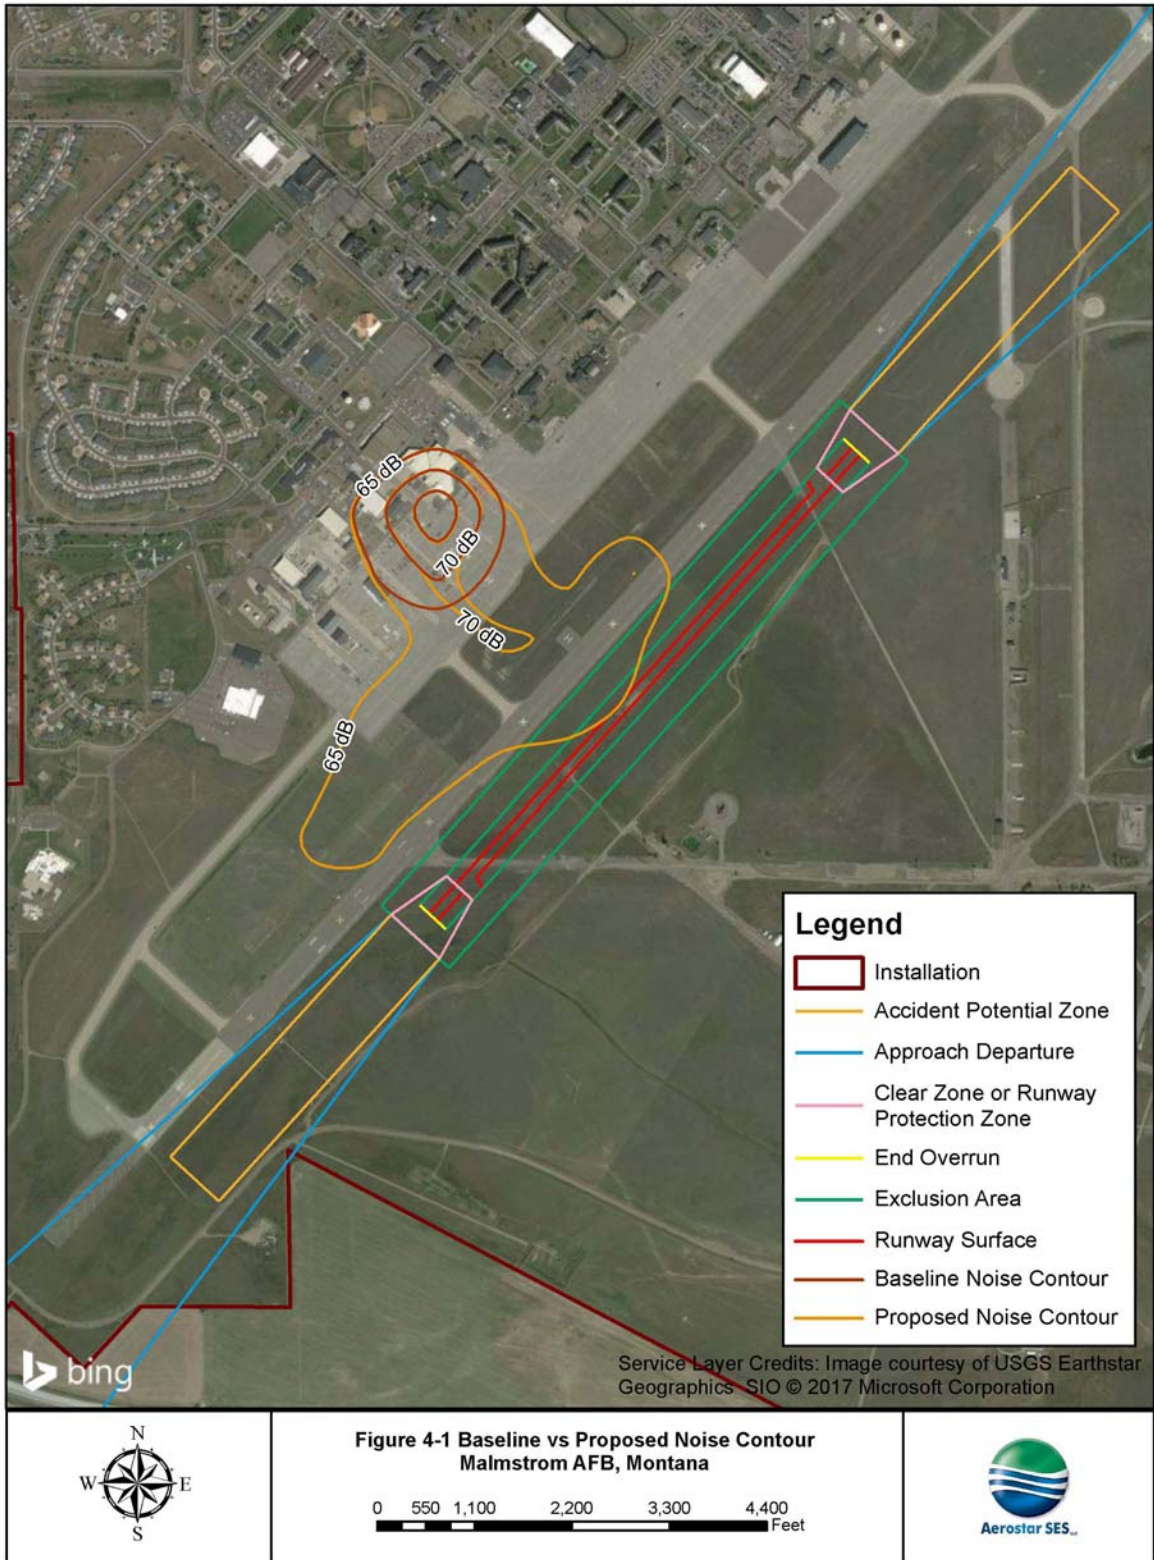 65 dB
70 dB
70 dB
65 dB
Legend
Installation
Accident Potential Zone
Approach Departure
Clear Zone or Runway
Protection Zone
End Overrun
Exclusion Area
Runway Surface
Baseline Noise Contour
Proposed Noise Contour
bing
Service Layer Credits: Image courtesy of USGS Earthstar
Geographics SIO © 2017 Microsoft Corporation
N
W E
S
Figure 4-1 Baseline vs Proposed Noise Contour
Malmstrom AFB, Montana
0 550 1,100 2,200 3,300 4,400
Feet
Aerostar SES